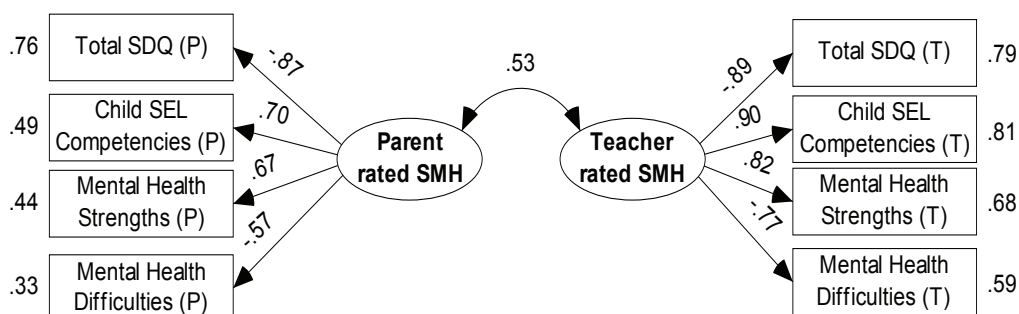 .76
Total SDQ (P)
-.87
.49
Child SEL
Competencies (P)
.70
.44
Mental Health
Strengths (P)
.67
.33
Mental Health
Difficulties (P)
-.57
Parent
rated SMH
.53
Teacher
rated SMH
-.89
Total SDQ (T)
.79
.90
Child SEL
Competencies (T)
.81
.82
Mental Health
Strengths (T)
.68
-.77
Mental Health
Difficulties (T)
.59